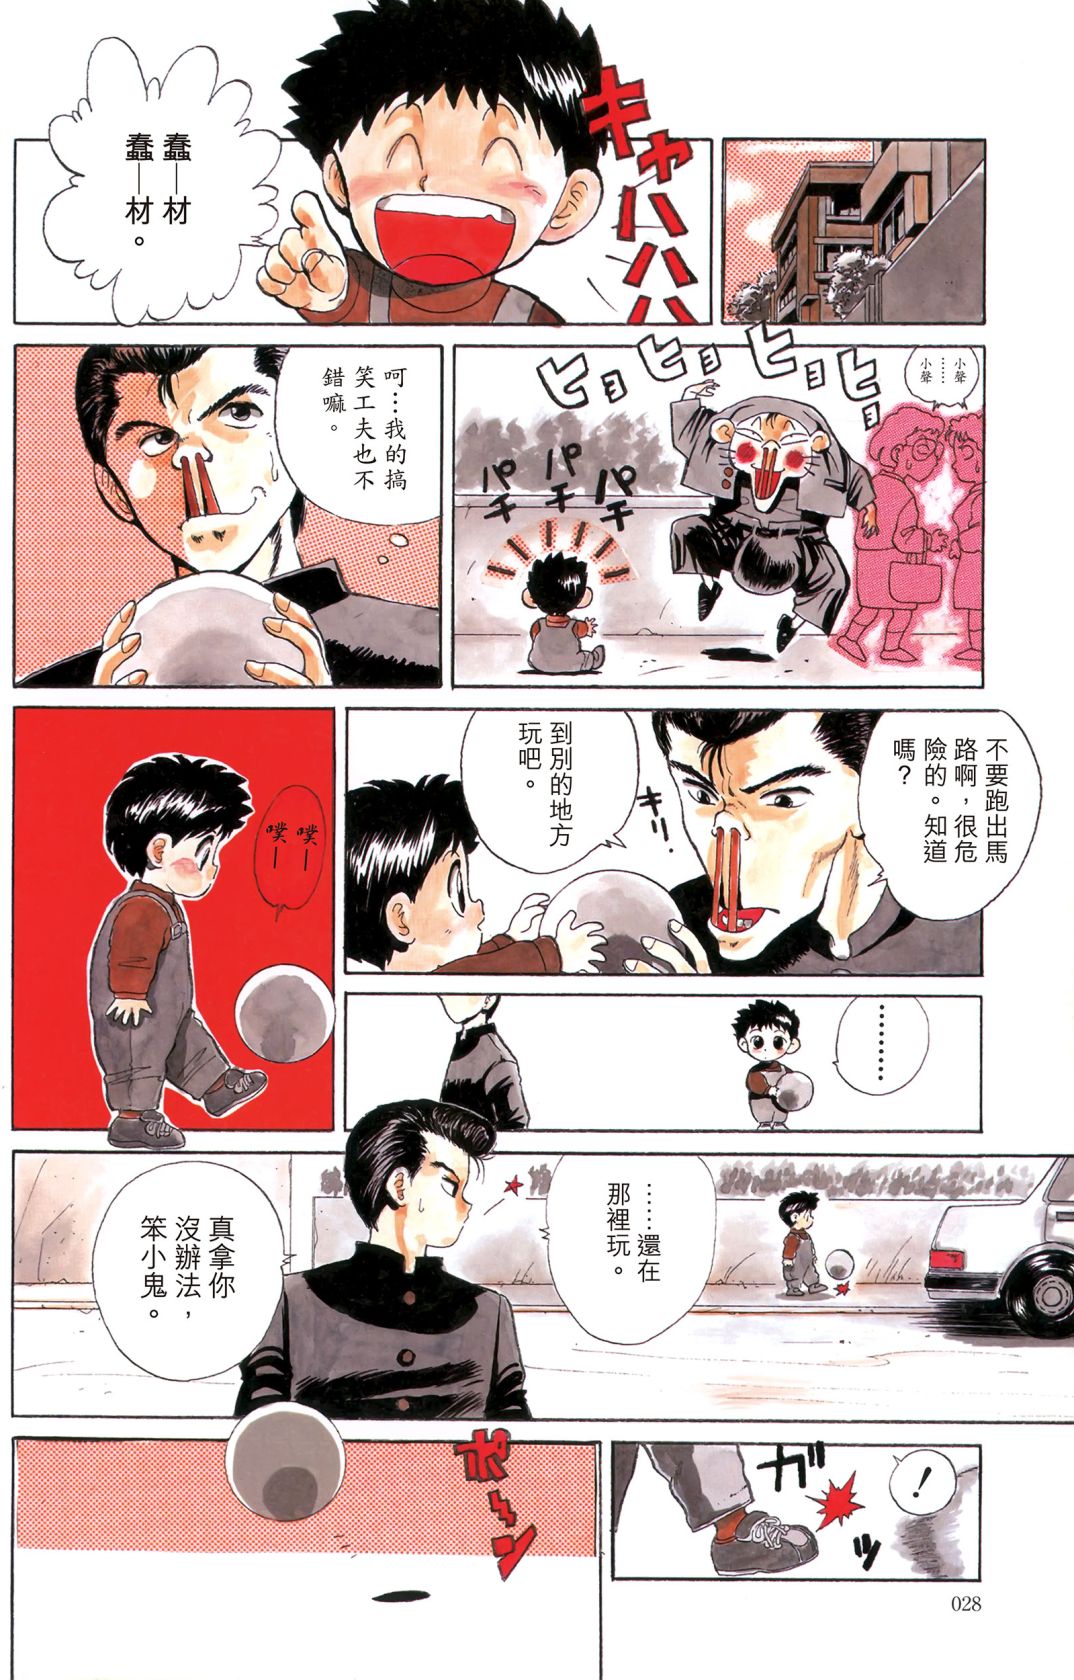 キャハハハハ
蠢—材
蠢—材。
小聲
……小聲
ヒョヒョヒョヒョ
パチ
パチ
パチ
呵…我的搞
笑工夫也不
錯嘛。
不要跑出馬
路啊，很危
險的。知道
嗎？
キッ！
到別的地方
玩吧。
…………
噗—
噗—
……還在
那裡玩。
真拿你
沒辦法，
笨小鬼。
！
ガッ
ポーン
028